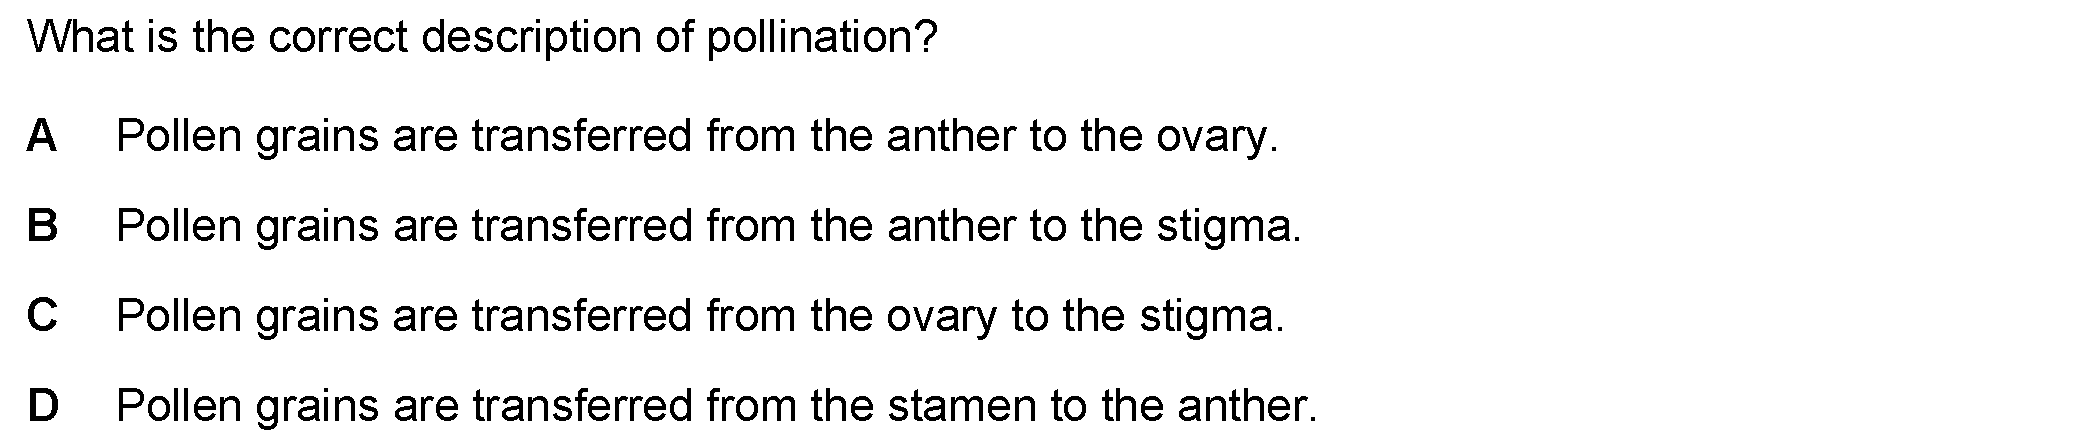 What is the correct description of pollination?
A Pollen grains are transferred from the anther to the ovary.
B Pollen grains are transferred from the anther to the stigma.
C Pollen grains are transferred from the ovary to the stigma.
D Pollen grains are transferred from the stamen to the anther.